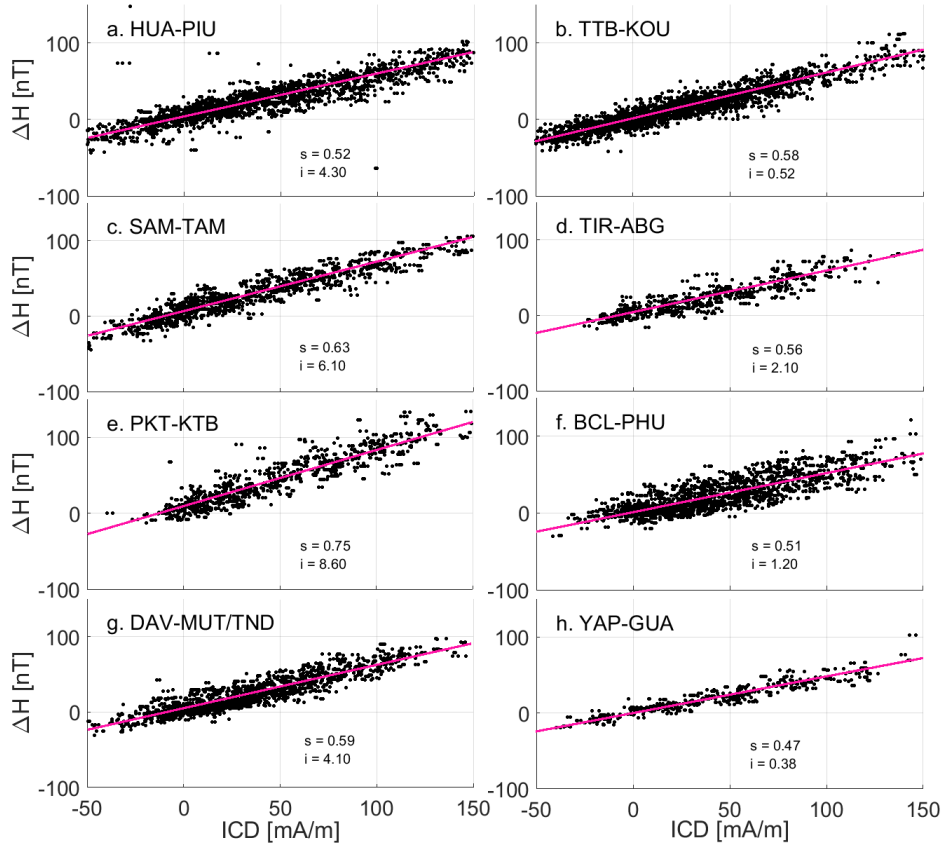 a. HUA-PIU
ΔH [nT]
100
0
-100
s = 0.52
i = 4.30
b. TTB-KOU
s = 0.58
i = 0.52
c. SAM-TAM
ΔH [nT]
100
0
-100
s = 0.63
i = 6.10
d. TIR-ABG
100
0
-100
s = 0.56
i = 2.10
e. PKT-KTB
ΔH [nT]
100
0
-100
s = 0.75
i = 8.60
f. BCL-PHU
100
0
-100
s = 0.51
i = 1.20
g. DAV-MUT/TND
ΔH [nT]
100
0
-100
s = 0.59
i = 4.10
-50 0 50 100 150
ICD [mA/m]
h. YAP-GUA
100
0
-100
s = 0.47
i = 0.38
-50 0 50 100 150
ICD [mA/m]
100
0
-100